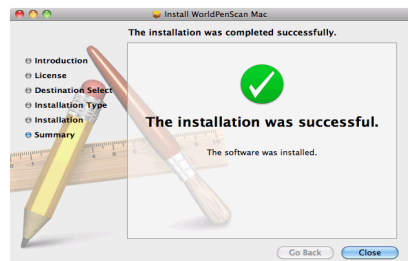 Install WorldPenScan Mac
The installation was completed successfully.
Introduction
License
Destination Select
Installation Type
Installation
Summary
The installation was successful.
The software was installed.
Go Back
Close